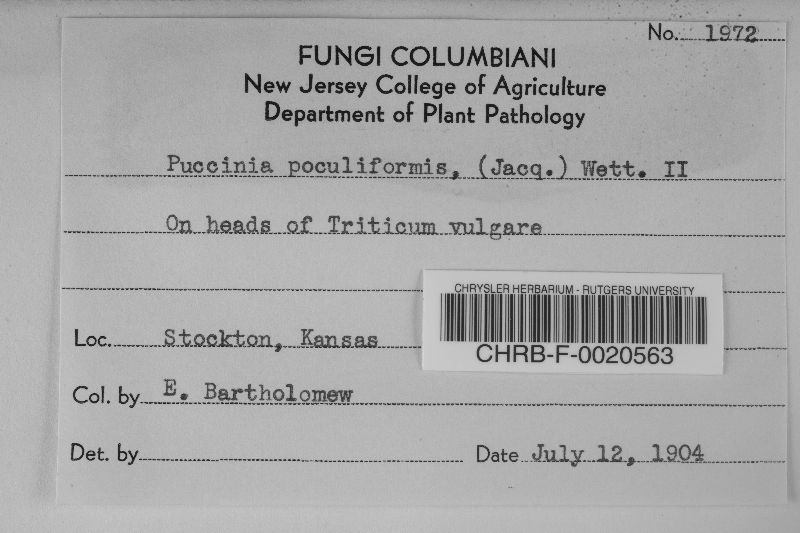 No. 1972
FUNGI COLUMBIANI
New Jersey College of Agriculture
Department of Plant Pathology
Puccinia poculiformis, (Jacq.) Wett. II
On heads of Triticum vulgare
CHRYSLER HERBARIUM - RUTGERS UNIVERSITY
CHRB-F-0020563
Loc. Stockton, Kansas
Col. by E. Bartholomew
Det. by Date July 12, 1904